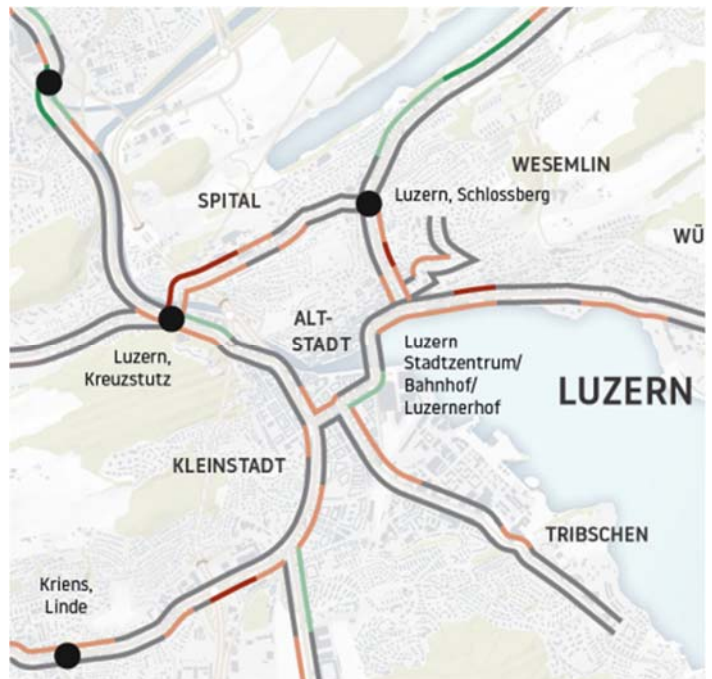 WESEMLIN
SPITAL
Luzern, Schlossberg
WÜ
ALT-
STADT
Luzern,
Kreuzstutz
Luzern
Stadtzentrum/
Bahnhof/
Luzernerhof
LUZERN
KLEINSTADT
TRIBSCHEN
Kriens,
Linde